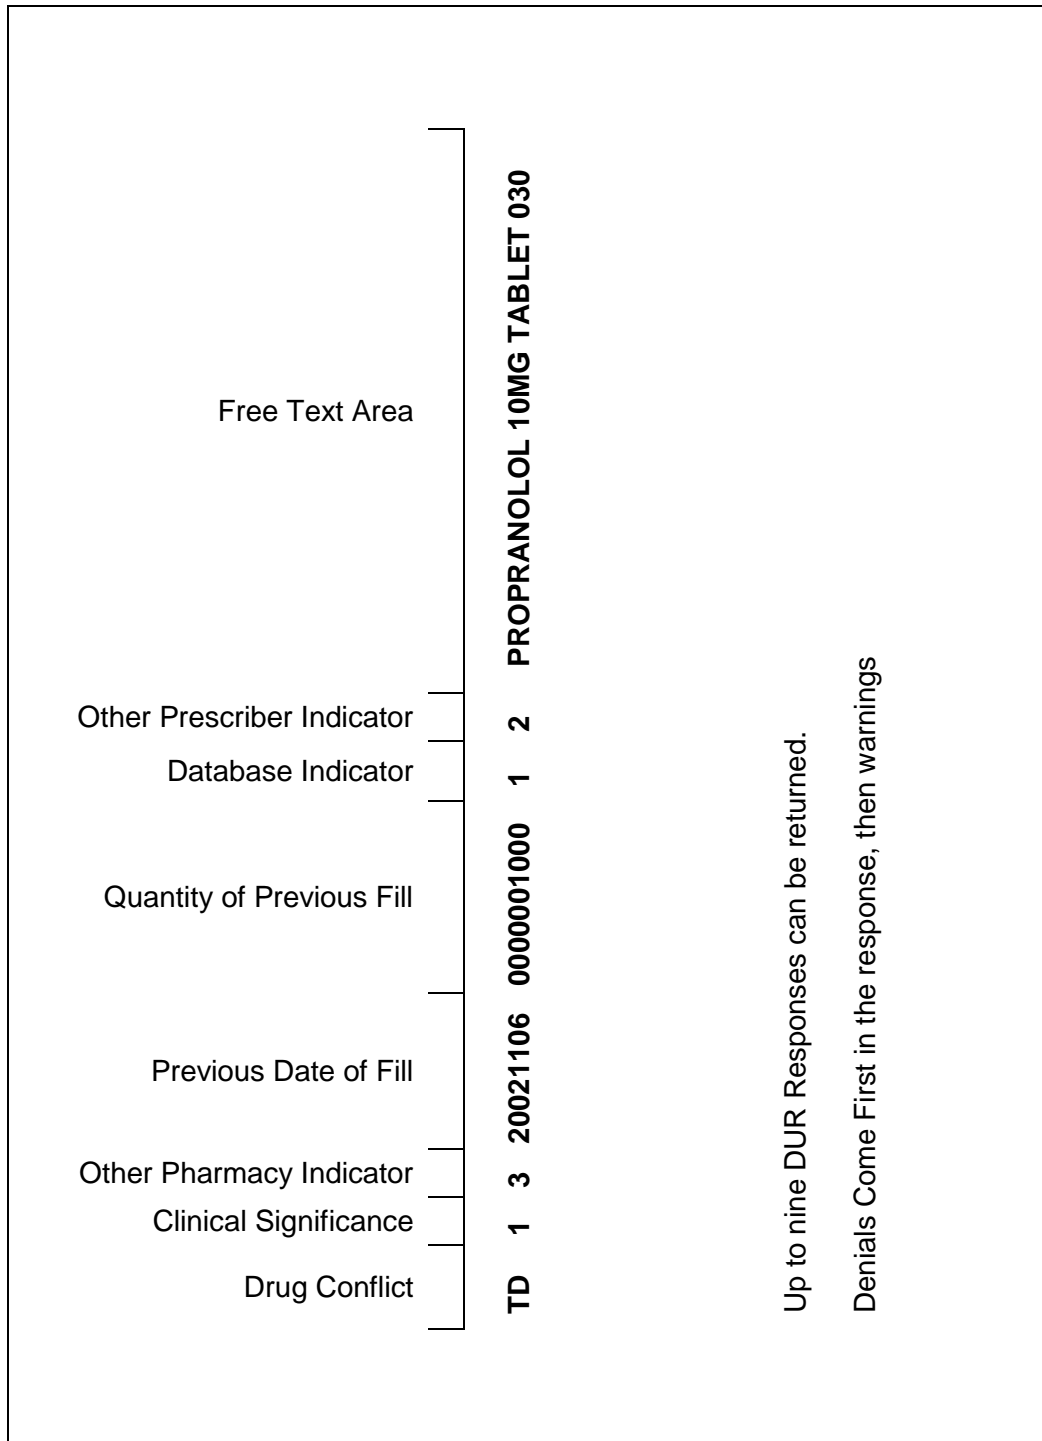 Free Text Area
Other Prescriber Indicator
Database Indicator
Quantity of Previous Fill
Previous Date of Fill
Other Pharmacy Indicator
Clinical Significance
Drug Conflict
TD 1 3 20021106 0000001000 1 2 PROPRANOLOL 10MG TABLET 030
Up to nine DUR Responses can be returned.
Denials Come First in the response, then warnings